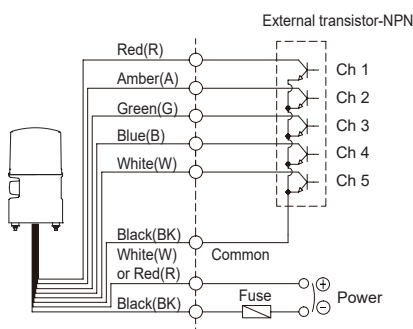 External transistor-NPN
Red(R)
Ch 1
Amber(A)
Ch 2
Green(G)
Ch 3
Blue(B)
Ch 4
White(W)
Ch 5
Black(BK)
Common
White(W)
or Red(R)
Fuse
Power
Black(BK)